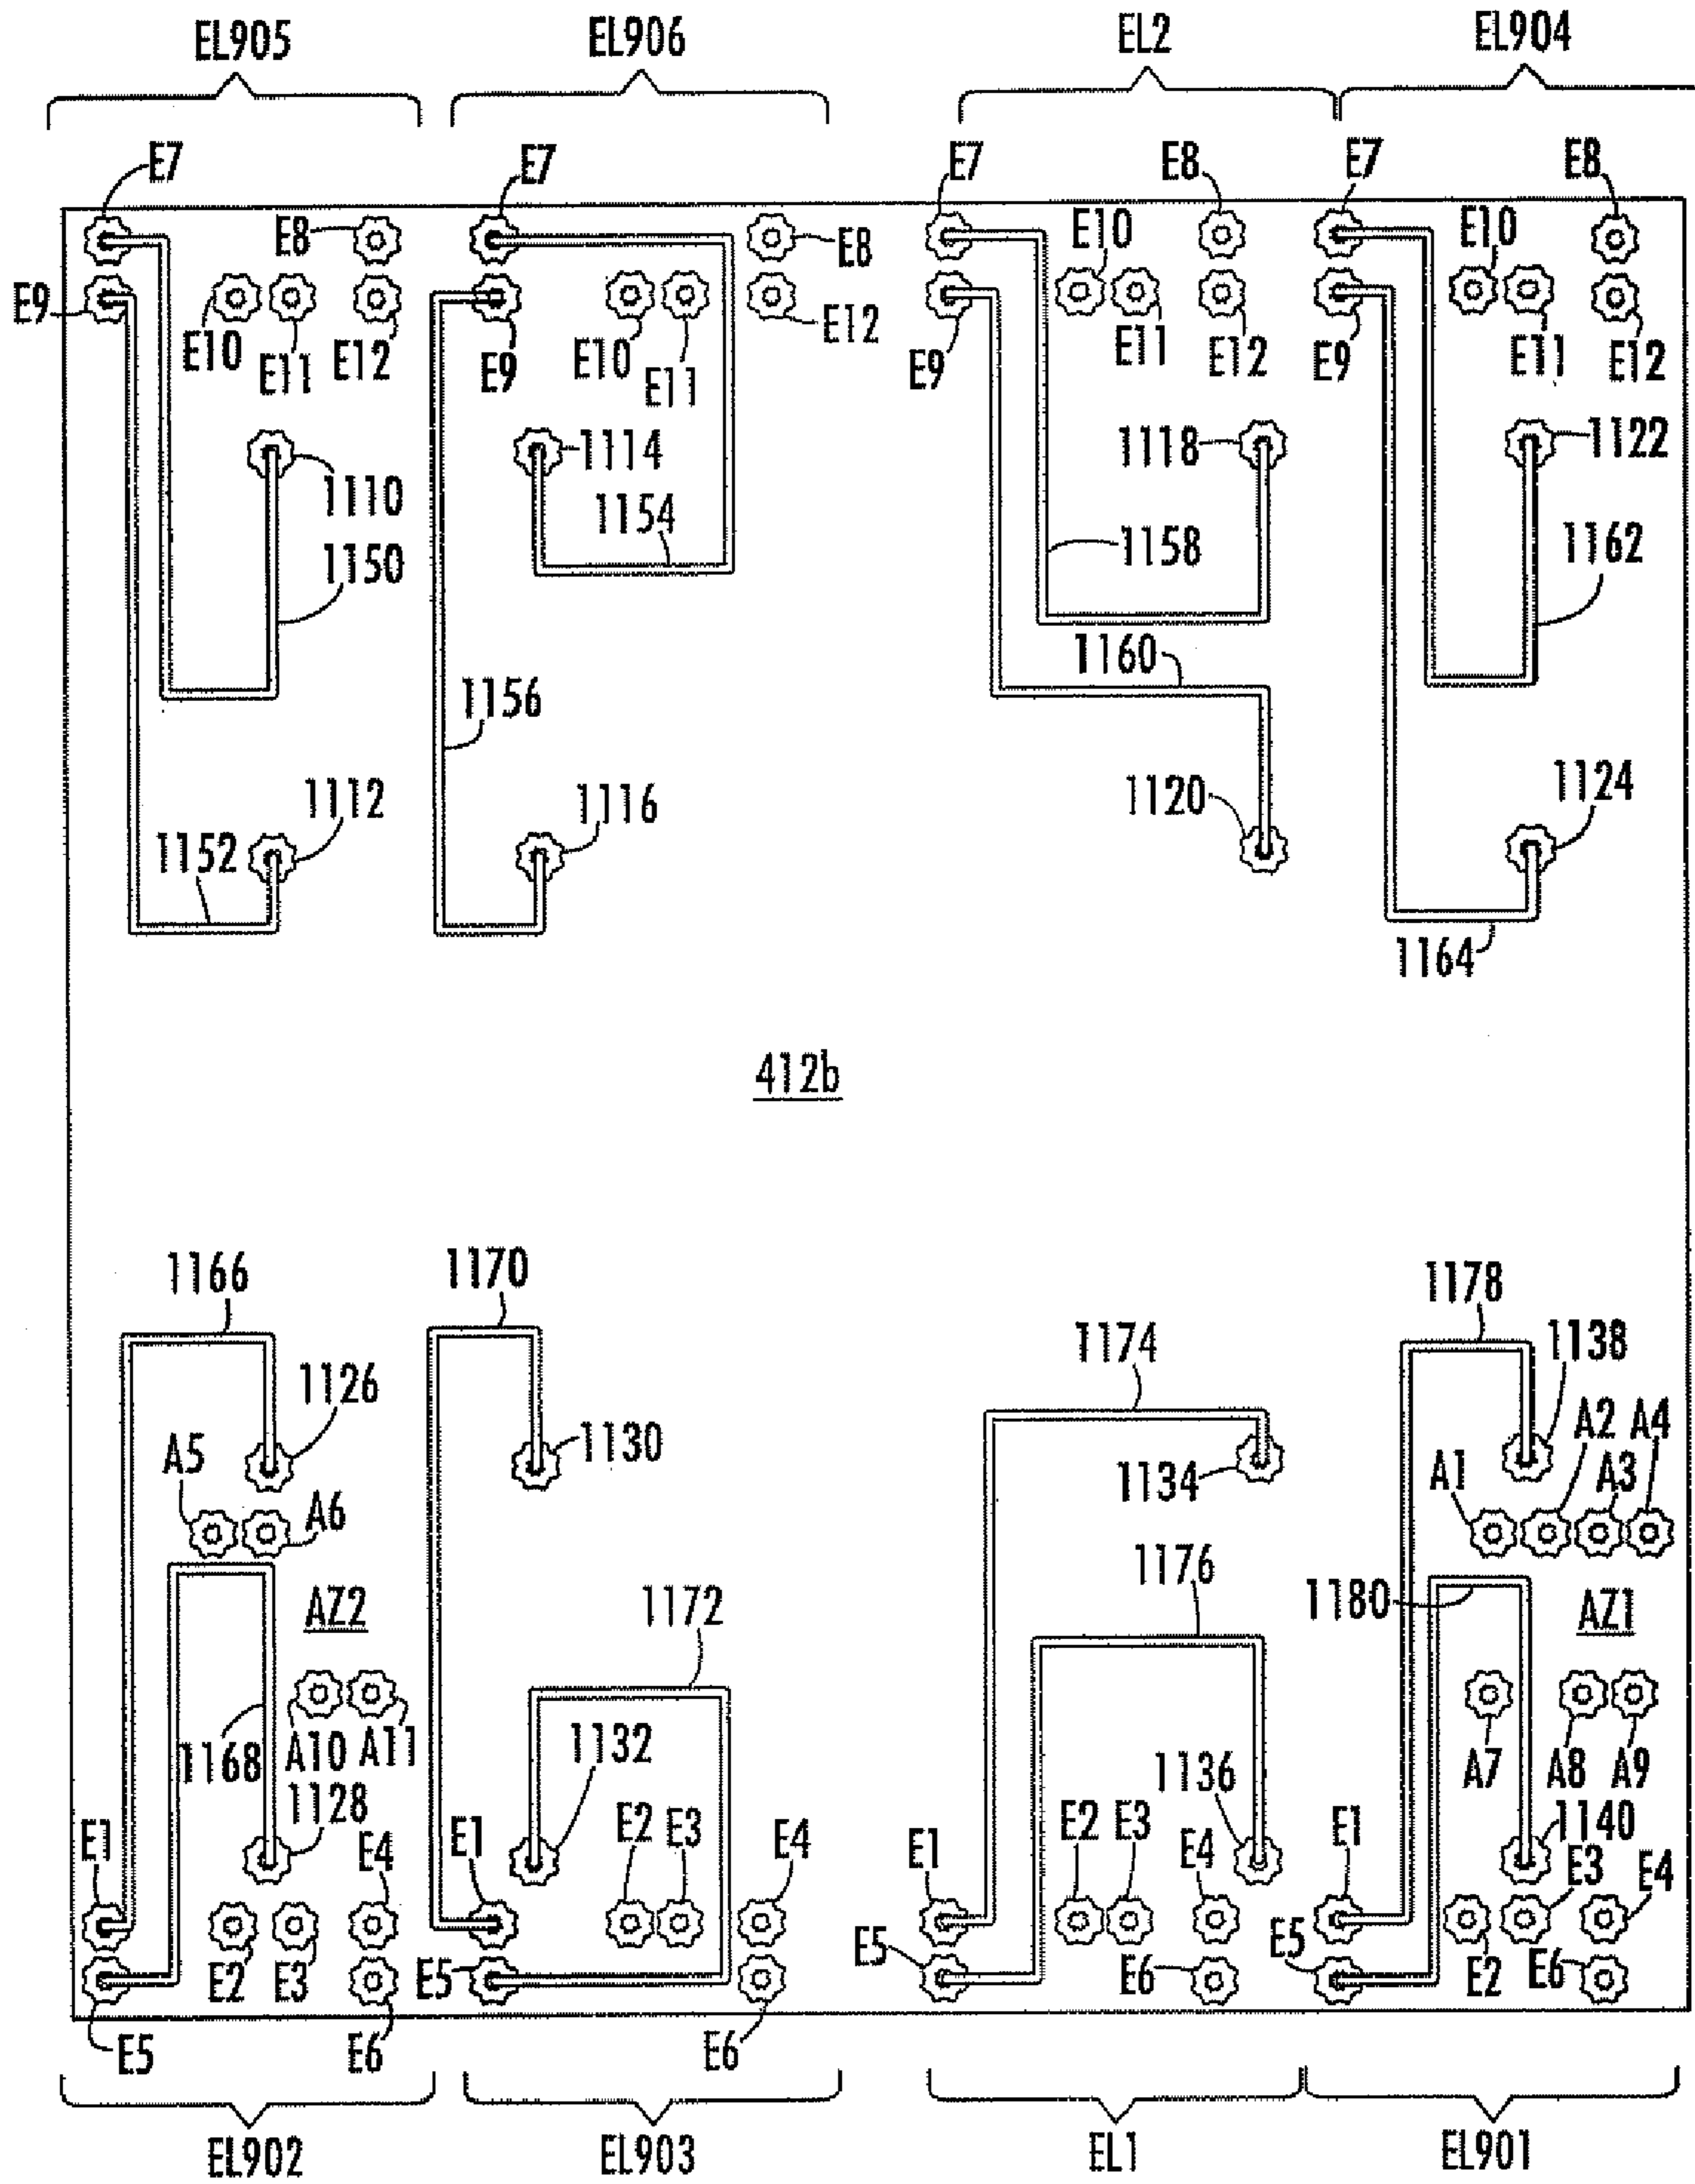 EL905 EL906 EL2 EL904
E7 E7 E7 E8 E7 E8
E8 E8 E10 E10
E9 E10 E11 E12 E9 E10 E11 E12 E9 E11 E12 E9 E11 E12
1110 1114 1118 1122
1150 1154 1158 1162
1156 1160
1112 1116 1120 1124
1152 1164
412b
1166 1170 1174 1178
1126 1130 1134 1138
A5 A6 A1 A2 A3 A4
AZ2 1172 1176 1180 AZ1
1168 A10 A11 1132 1136 A7 A8 A9
1128 1140
E1 E4 E1 E2 E3 E4 E1 E2 E3 E4 E1 E3 E4
E2 E3 E5 E5 E6 E5 E2 E6
E5 E6 E6
EL902 EL903 EL1 EL901